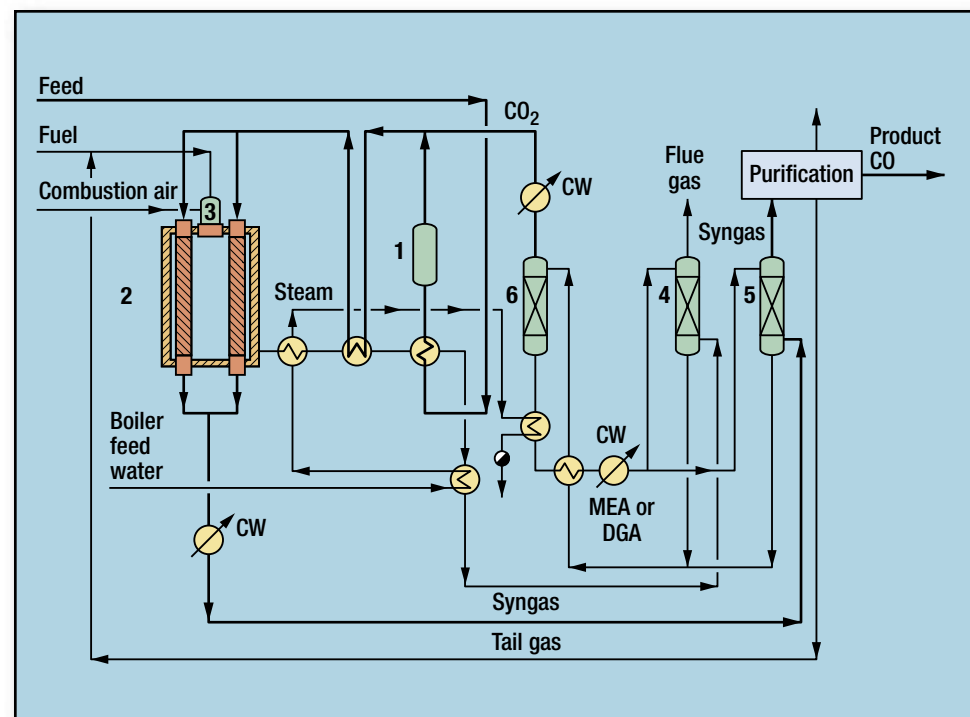 Feed
CO2
Fuel
Flue
gas
Product
CO
Purification
Combustion air
CW
3
Syngas
1
2
Steam
6
4
5
Boiler
feed
water
CW
MEA or
DGA
CW
Syngas
Tail gas